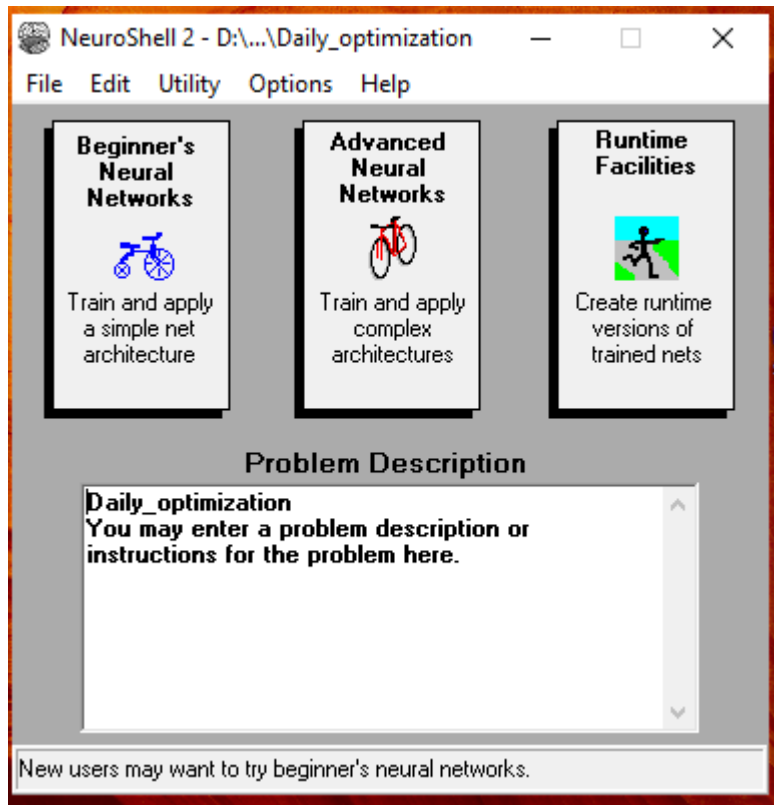 NeuroShell 2 - D:\...\Daily_optimization
File Edit Utility Options Help
Beginner's
Neural
Networks
Train and apply
a simple net
architecture
Advanced
Neural
Networks
Train and apply
complex
architectures
Runtime
Facilities
Create runtime
versions of
trained nets
Problem Description
Daily_optimization
You may enter a problem description or
instructions for the problem here.
New users may want to try beginner's neural networks.